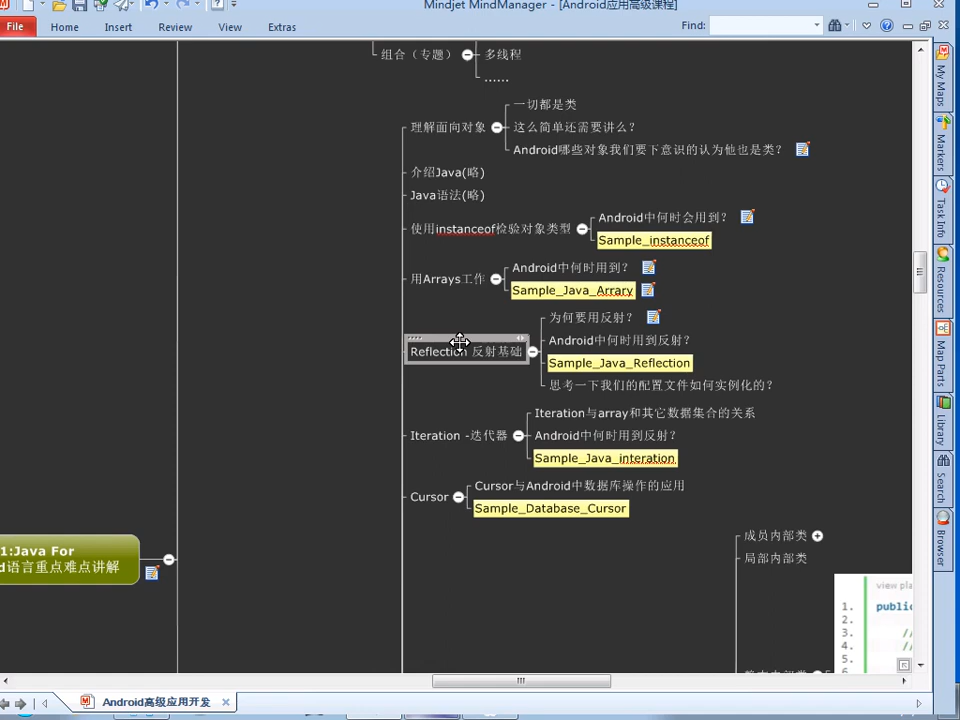 Mindjet MindManager - [Android应用高级课程]
File Home Insert Review View Extras Find:
组合（专题） 多线程
......
一切都是类
理解面向对象 这么简单还需要讲么?
Android哪些对象我们要下意识的认为他也是类?
介绍Java(略)
Java语法(略)
Android中何时会用到?
使用instanceof检验对象类型
Sample_instanceof
Android中何时用到?
用Arrays工作
Sample_Java_Arrary
为何要用反射?
Android中何时用到反射?
Reflection 反射基础
Sample_Java_Reflection
思考一下我们的配置文件如何实例化的?
Iteration与array和其它数据集合的关系
Iteration -迭代器 Android中何时用到反射?
Sample_Java_interation
Cursor与Android中数据库操作的应用
Cursor
Sample_Database_Cursor
成员内部类
局部内部类
1:Java For
d语言重点难点讲解
view pla
1. public
2.
3. //
4. //
5.
My Maps
Markers
Task Info
Resources
Map Parts
Library
Search
Browser
Android高级应用开发